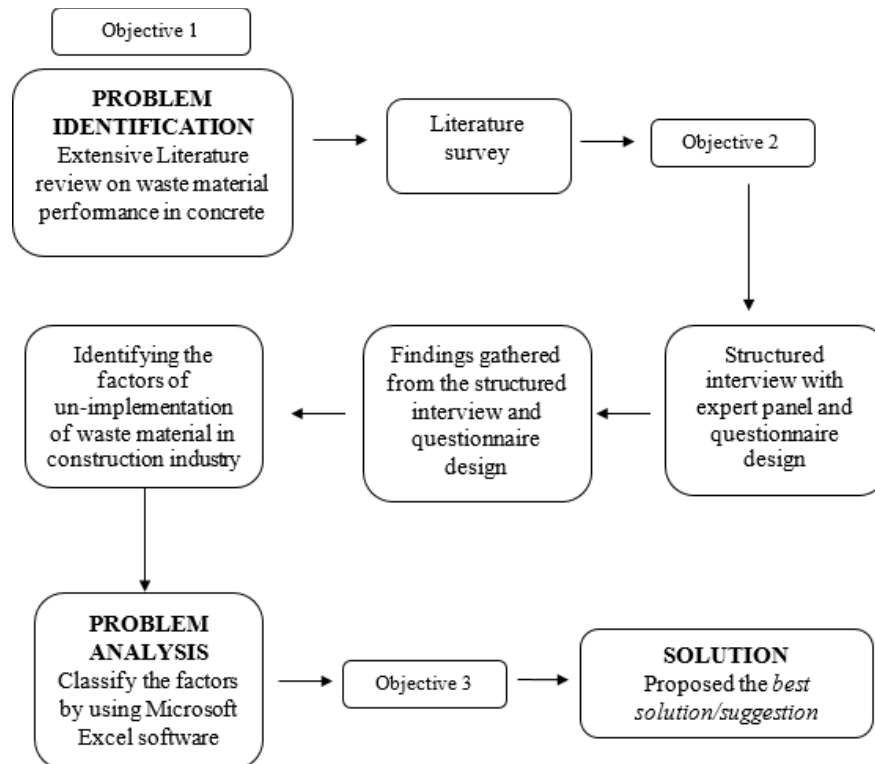 Objective 1
PROBLEM
IDENTIFICATION
Extensive Literature
review on waste material
performance in concrete
Literature
survey
Objective 2
Structured
interview with
expert panel and
questionnaire
design
Findings gathered
from the structured
interview and
questionnaire
design
Identifying the
factors of
un-implementation
of waste material in
construction industry
PROBLEM
ANALYSIS
Classify the factors
by using Microsoft
Excel software
Objective 3
SOLUTION
Proposed the best
solution/suggestion